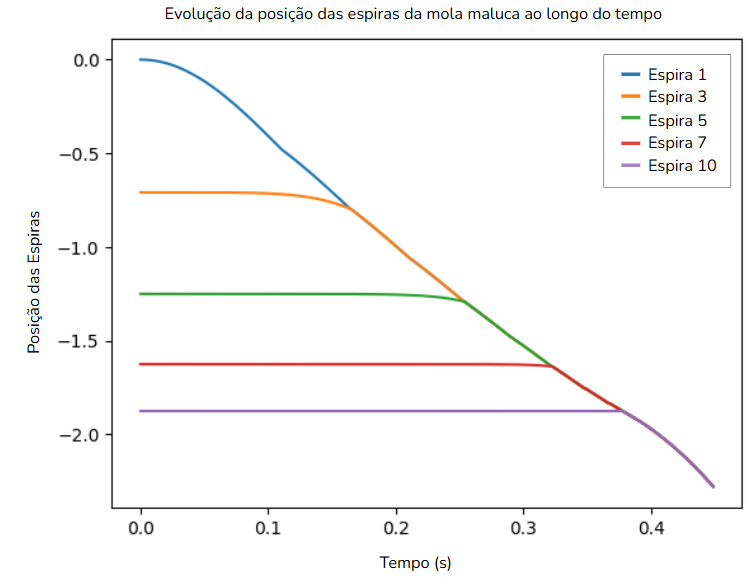 Evolução da posição das espiras da mola maluca ao longo do tempo
Espira 1
Espira 3
Espira 5
Espira 7
Espira 10
0.0
−0.5
−1.0
−1.5
−2.0
Posição das Espiras
0.0 0.1 0.2 0.3 0.4
Tempo (s)